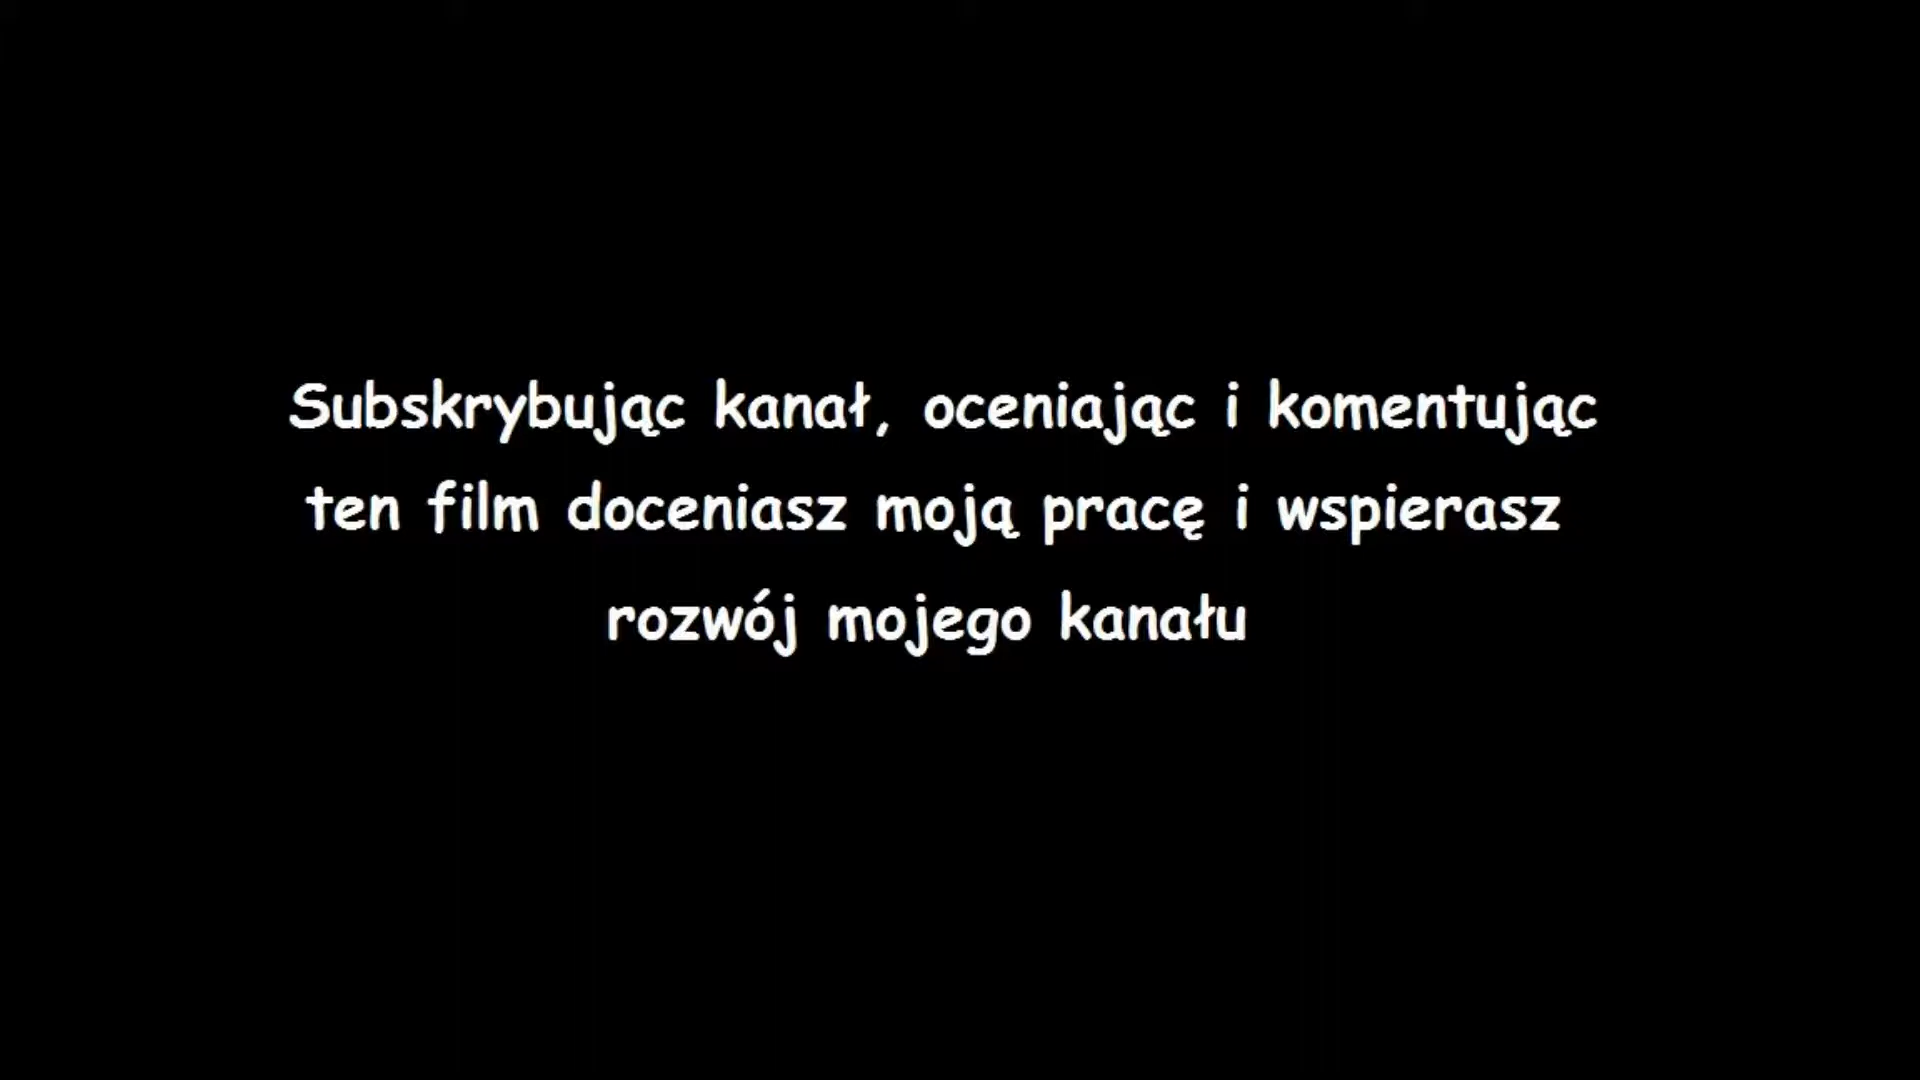 Subskrybując kanał, oceniając i komentując
ten film doceniasz moją pracę i wspierasz
rozwój mojego kanału